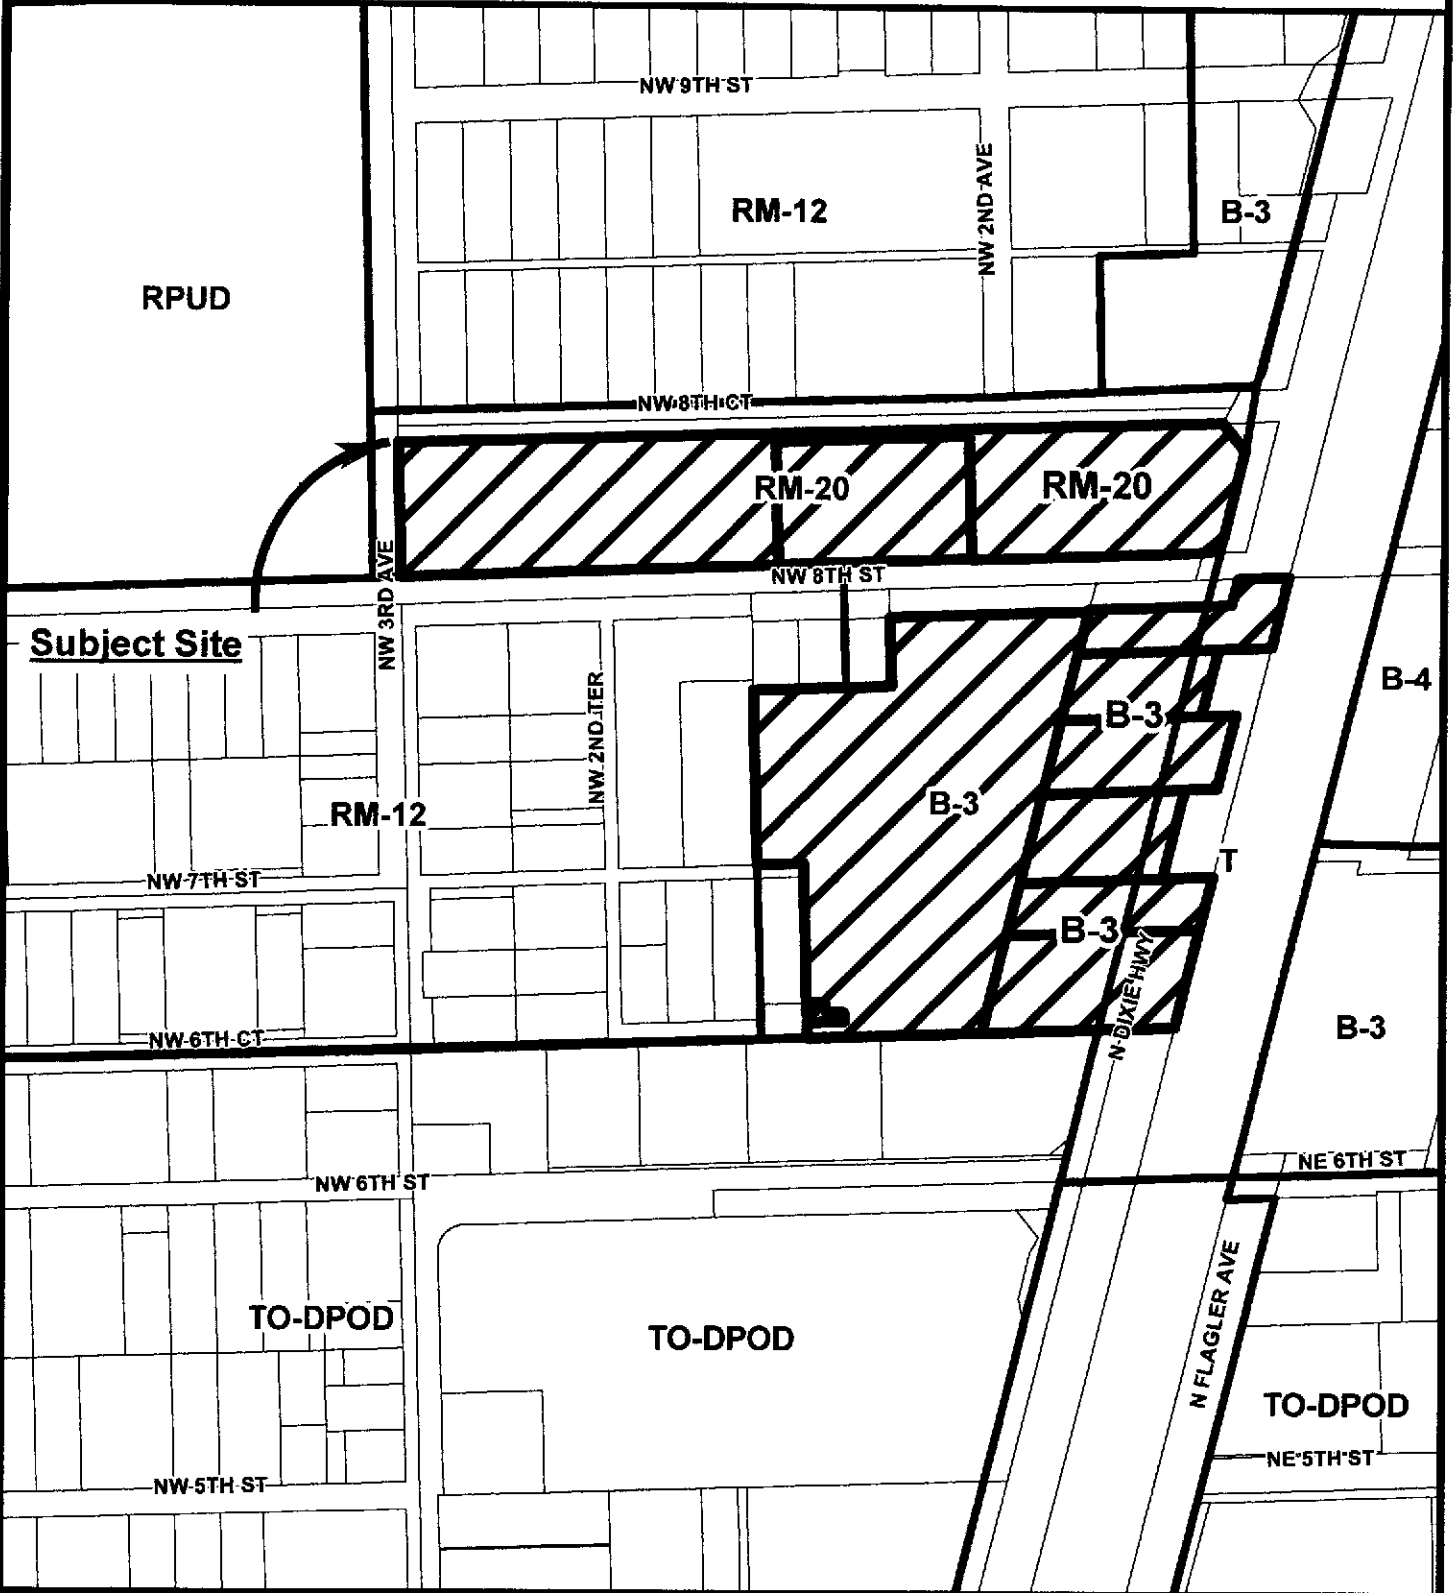 NW 9TH ST
NW 2ND AVE
RM-12
B-3
RPUD
NW 8TH CT
RM-20
RM-20
NW 3RD AVE
NW 8TH ST
Subject Site
NW 2ND TER
B-4
B-3
B-3
RM-12
T
NW 7TH ST
B-3
N DIXIE HWY
B-3
NW 6TH CT
NE 6TH ST
NW 6TH ST
N FLAGLER AVE
TO-DPOD
TO-DPOD
TO-DPOD
NE 5TH ST
NW 5TH ST